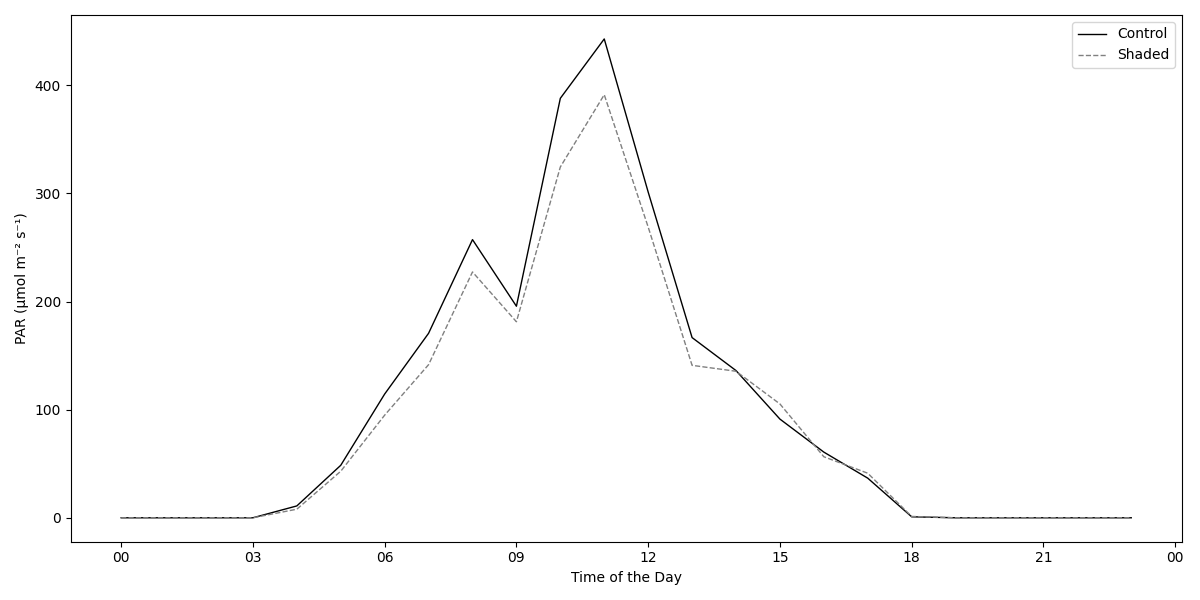 Control
Shaded
400
300
200
100
0
PAR (µmol m⁻² s⁻¹)
00 03 06 09 12 15 18 21 00
Time of the Day